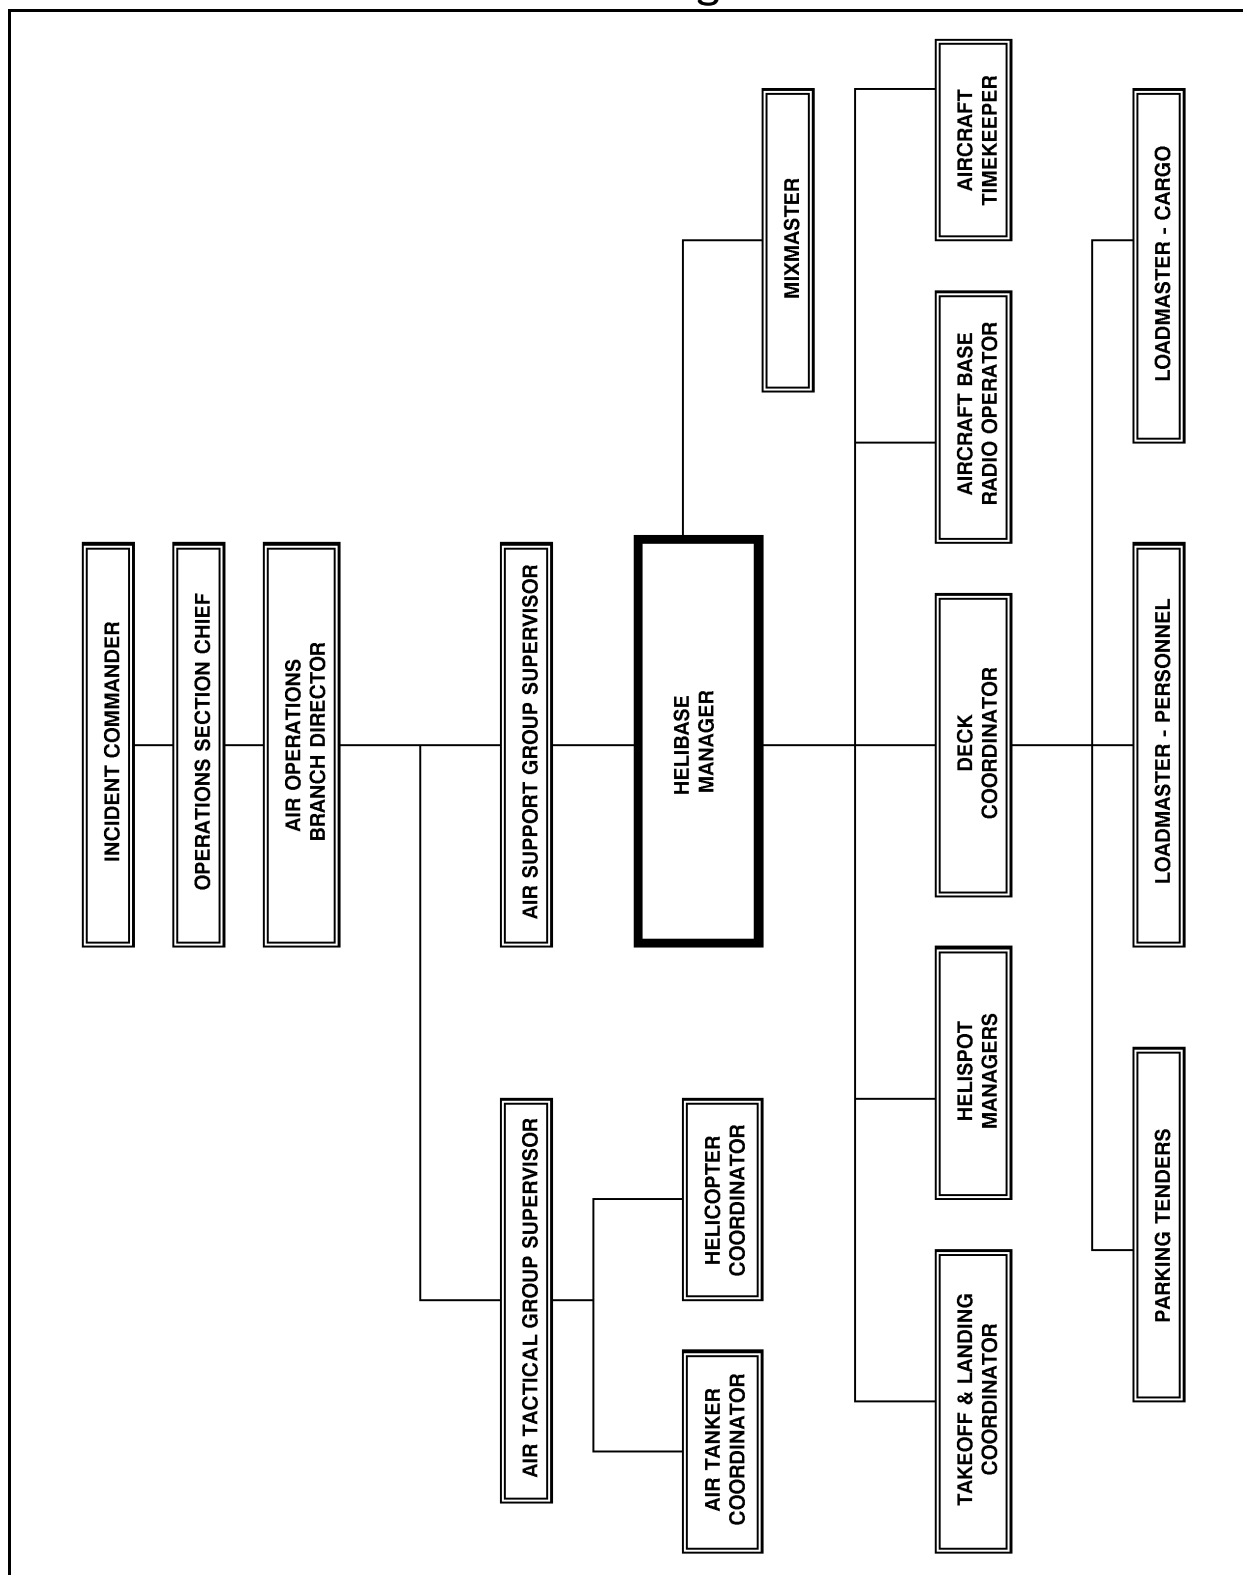 INCIDENT COMMANDER
OPERATIONS SECTION CHIEF
AIR OPERATIONS
BRANCH DIRECTOR
AIR TACTICAL GROUP SUPERVISOR
AIR SUPPORT GROUP SUPERVISOR
AIR TANKER
COORDINATOR
HELICOPTER
COORDINATOR
HELIBASE
MANAGER
MIXMASTER
TAKEOFF & LANDING
COORDINATOR
HELISPOT
MANAGERS
DECK
COORDINATOR
AIRCRAFT BASE
RADIO OPERATOR
AIRCRAFT
TIMEKEEPER
PARKING TENDERS
LOADMASTER - PERSONNEL
LOADMASTER - CARGO